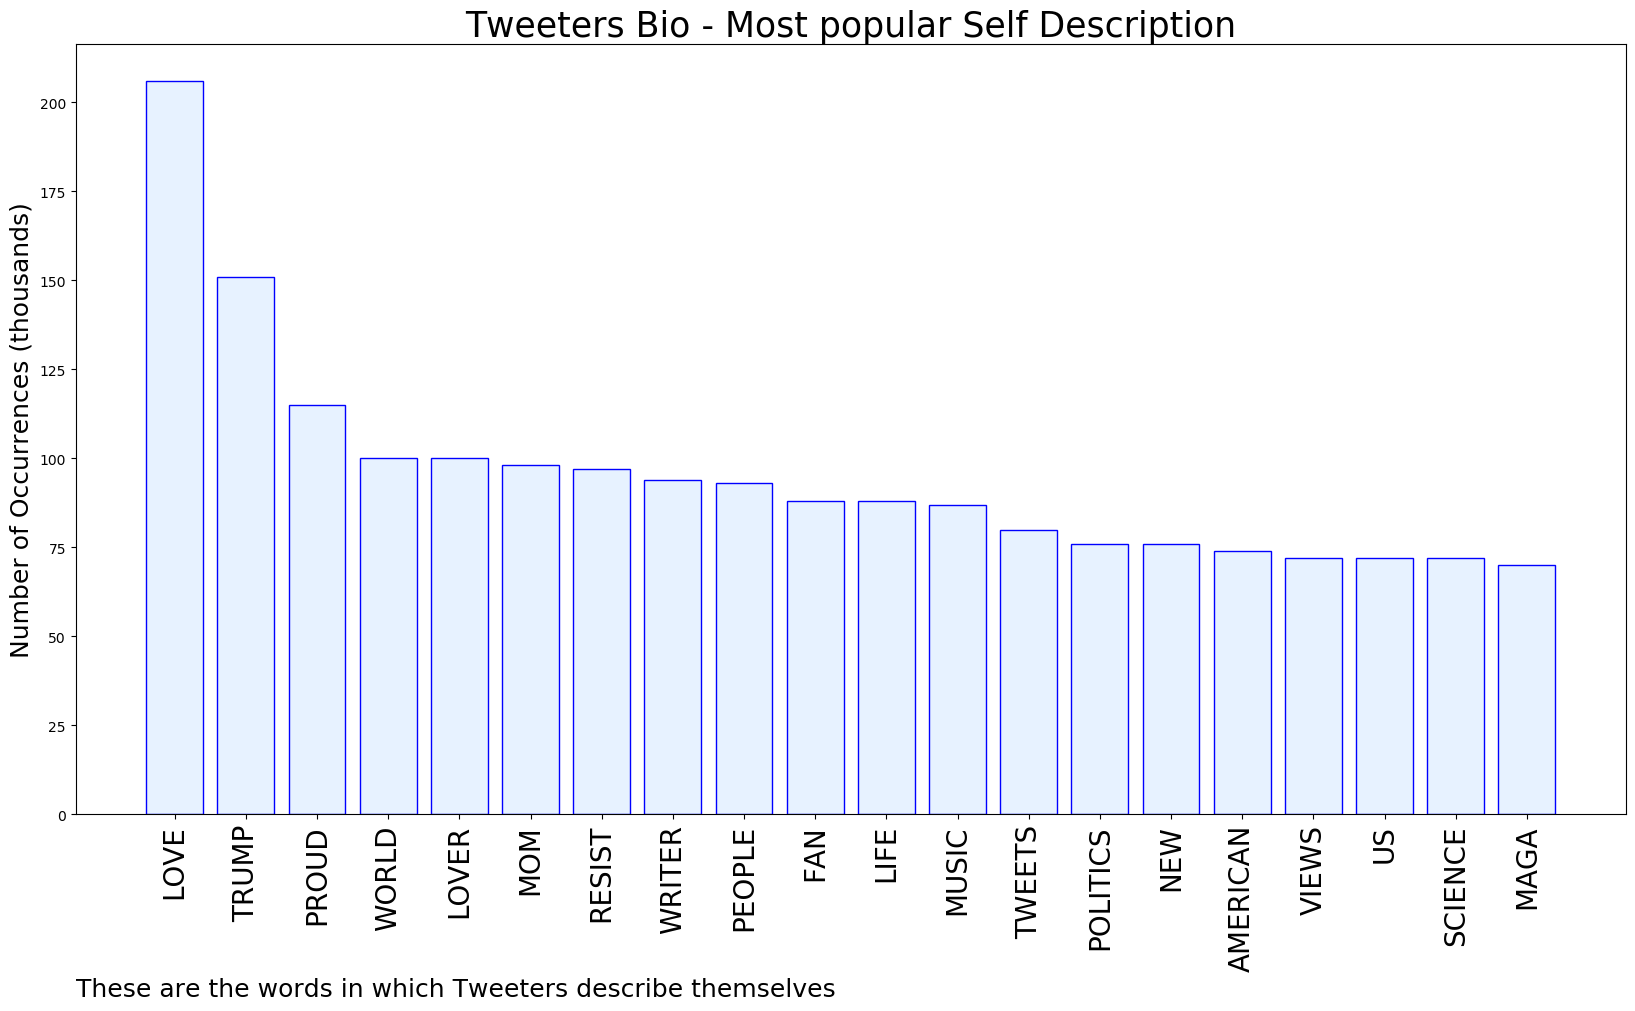 Tweeters Bio - Most popular Self Description
Number of Occurrences (thousands)
200
175
150
125
100
75
50
25
0
LOVE
TRUMP
PROUD
WORLD
LOVER
MOM
RESIST
WRITER
PEOPLE
FAN
LIFE
MUSIC
TWEETS
POLITICS
NEW
AMERICAN
VIEWS
US
SCIENCE
MAGA
These are the words in which Tweeters describe themselves